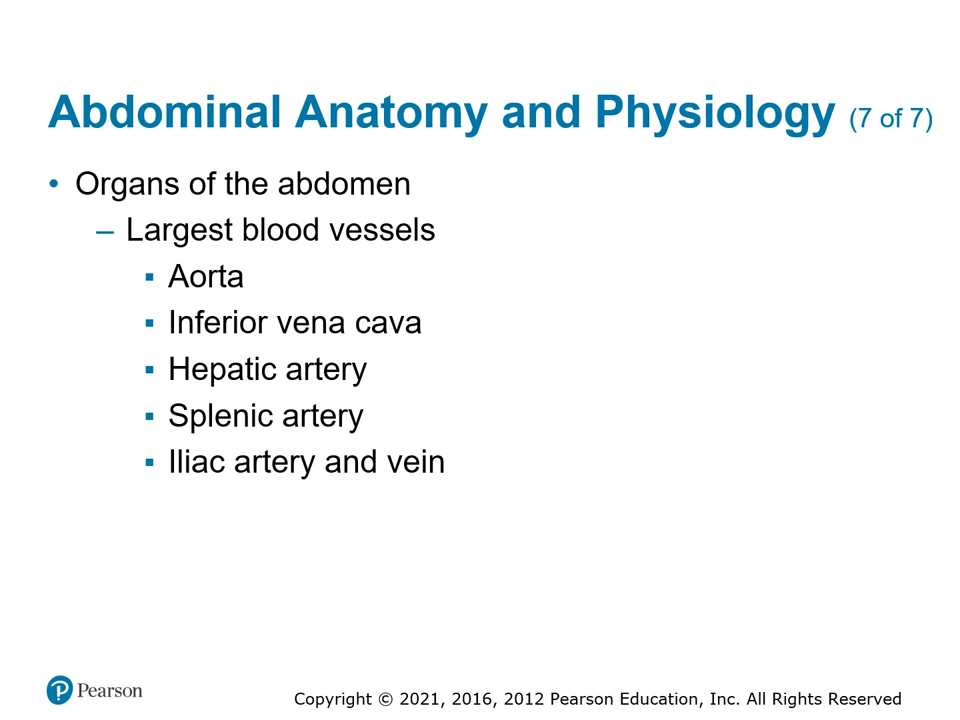 Abdominal Anatomy and Physiology (7 of 7)
• Organs of the abdomen
– Largest blood vessels
▪ Aorta
▪ Inferior vena cava
▪ Hepatic artery
▪ Splenic artery
▪ Iliac artery and vein
Pearson
Copyright © 2021, 2016, 2012 Pearson Education, Inc. All Rights Reserved